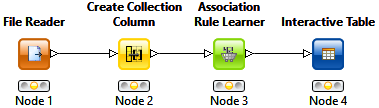 File Reader
Create Collection
Column
Association
Rule Learner
Interactive Table
Node 1
Node 2
Node 3
Node 4